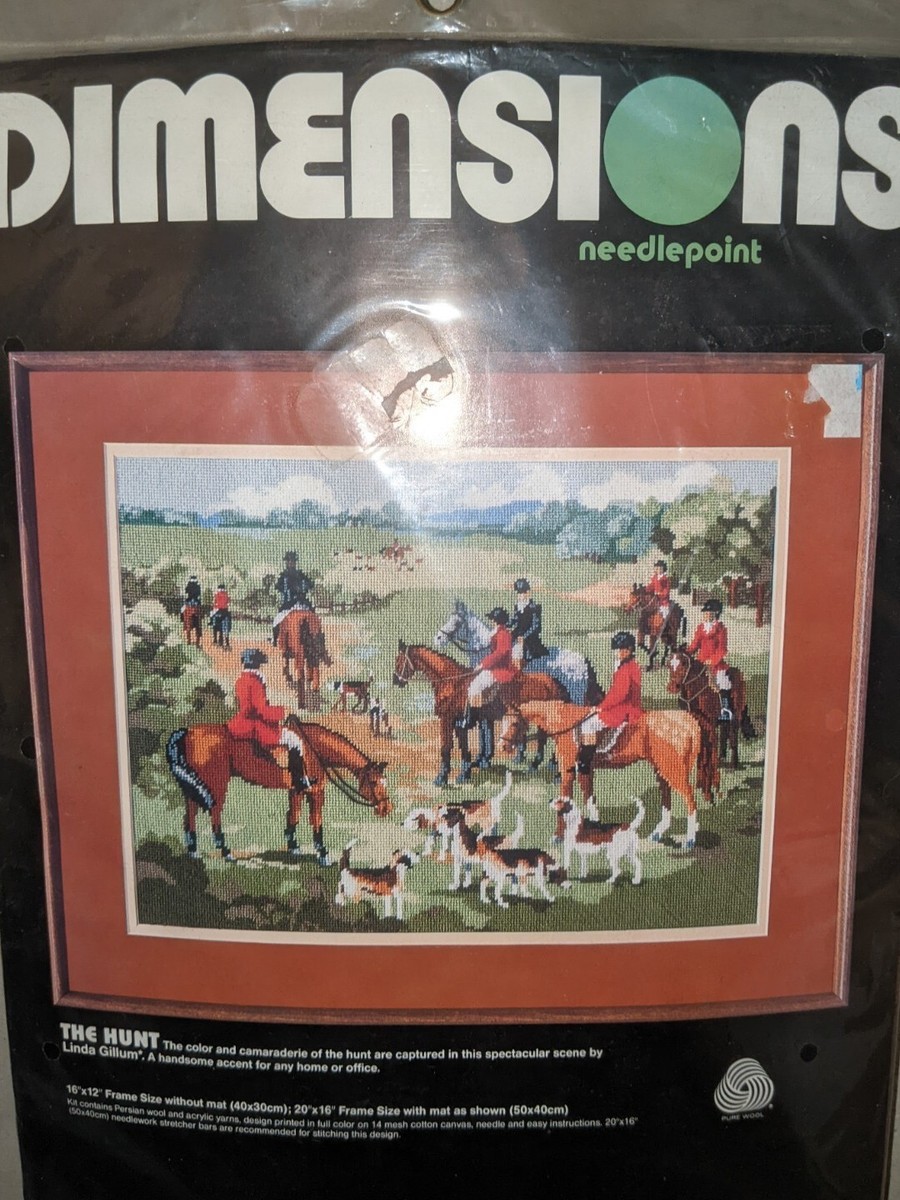 DIMENSIONS
needlepoint
THE HUNT The color and camaraderie of the hunt are captured in this spectacular scene by
Linda Gillum*. A handsome accent for any home or office.
16"x12" Frame Size without mat (40x30cm); 20"x16" Frame Size with mat as shown (50x40cm)
Kit contains Persian wool and acrylic yarns, design printed in full color on 14 mesh cotton canvas, needle and easy instructions. 20"x16"
(50x40cm) needlework stretcher bars are recommended for stitching this design.
PURE WOOL